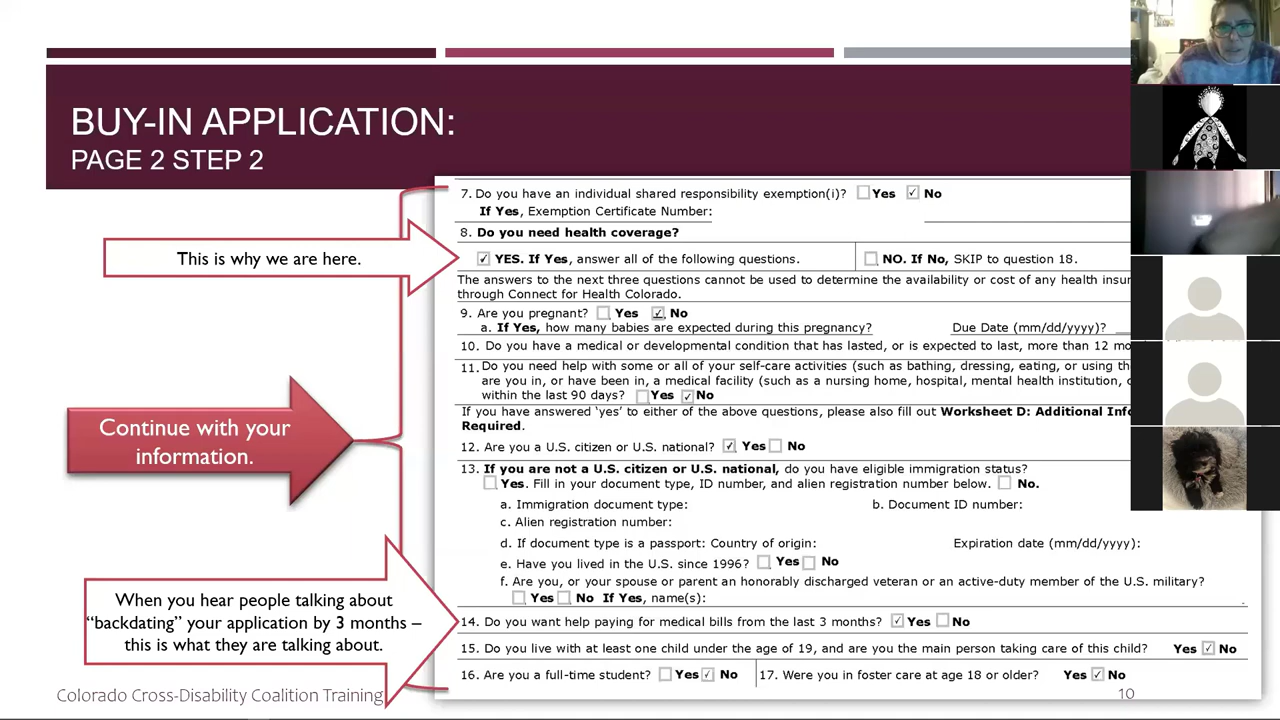 BUY-IN APPLICATION:
PAGE 2 STEP 2
This is why we are here.
Continue with your
information.
When you hear people talking about
“backdating” your application by 3 months –
this is what they are talking about.
7. Do you have an individual shared responsibility exemption(i)? Yes No
If Yes, Exemption Certificate Number:
8. Do you need health coverage?
YES. If Yes, answer all of the following questions. NO. If No, SKIP to question 18.
The answers to the next three questions cannot be used to determine the availability or cost of any health insur
through Connect for Health Colorado.
9. Are you pregnant? Yes No
a. If Yes, how many babies are expected during this pregnancy? Due Date (mm/dd/yyyy)?
10. Do you have a medical or developmental condition that has lasted, or is expected to last, more than 12 mo
11. Do you need help with some or all of your self-care activities (such as bathing, dressing, eating, or using th
are you in, or have been in, a medical facility (such as a nursing home, hospital, mental health institution,
within the last 90 days? Yes No
If you have answered ‘yes’ to either of the above questions, please also fill out Worksheet D: Additional Info
Required.
12. Are you a U.S. citizen or U.S. national? Yes No
13. If you are not a U.S. citizen or U.S. national, do you have eligible immigration status?
Yes. Fill in your document type, ID number, and alien registration number below. No.
a. Immigration document type: b. Document ID number:
c. Alien registration number:
d. If document type is a passport: Country of origin: Expiration date (mm/dd/yyyy):
e. Have you lived in the U.S. since 1996? Yes No
f. Are you, or your spouse or parent an honorably discharged veteran or an active-duty member of the U.S. military?
Yes No If Yes, name(s):
14. Do you want help paying for medical bills from the last 3 months? Yes No
15. Do you live with at least one child under the age of 19, and are you the main person taking care of this child? Yes No
16. Are you a full-time student? Yes No 17. Were you in foster care at age 18 or older? Yes No
Colorado Cross-Disability Coalition Training
10